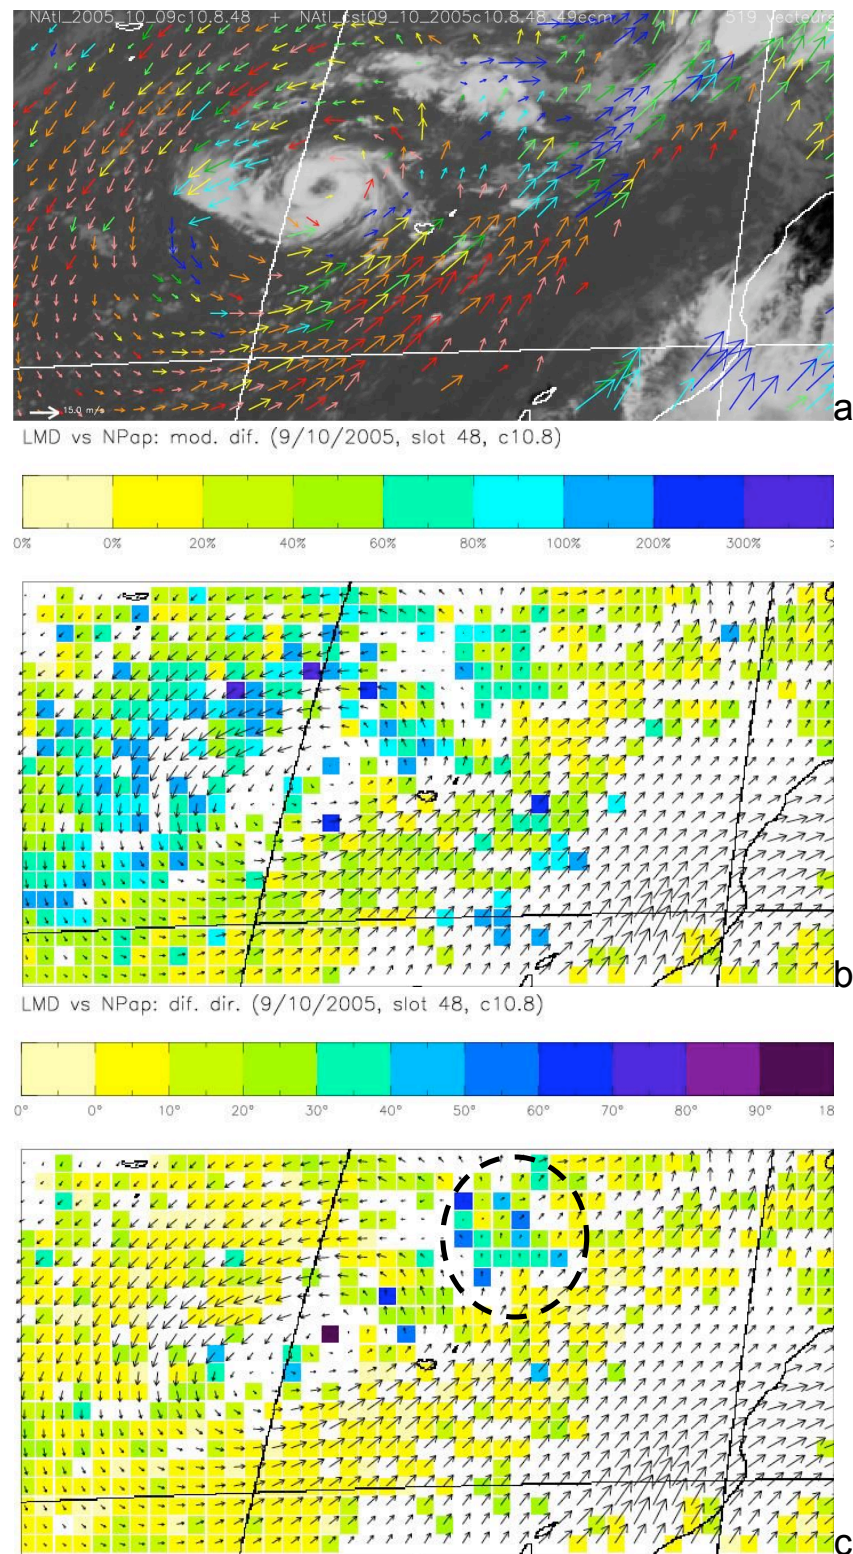 NAtl_2005_10_09c10.8.48 + NAtl_cst09_10_2005c10.8.48_49ecm : 519 vecteurs
15.0 m/s
a
LMD vs NPap: mod. dif. (9/10/2005, slot 48, c10.8)
0% 0% 20% 40% 60% 80% 100% 200% 300% >
b
LMD vs NPap: dif. dir. (9/10/2005, slot 48, c10.8)
0° 0° 10° 20° 30° 40° 50° 60° 70° 80° 90° 18
c